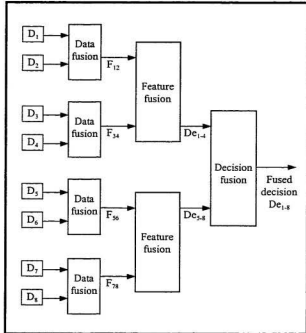 D1
D2
Data
fusion
F12
Feature
fusion
D3
D4
Data
fusion
F34
De1-4
Decision
fusion
Fused
decision
De1-8
D5
D6
Data
fusion
F56
Feature
fusion
De5-8
D7
D8
Data
fusion
F78